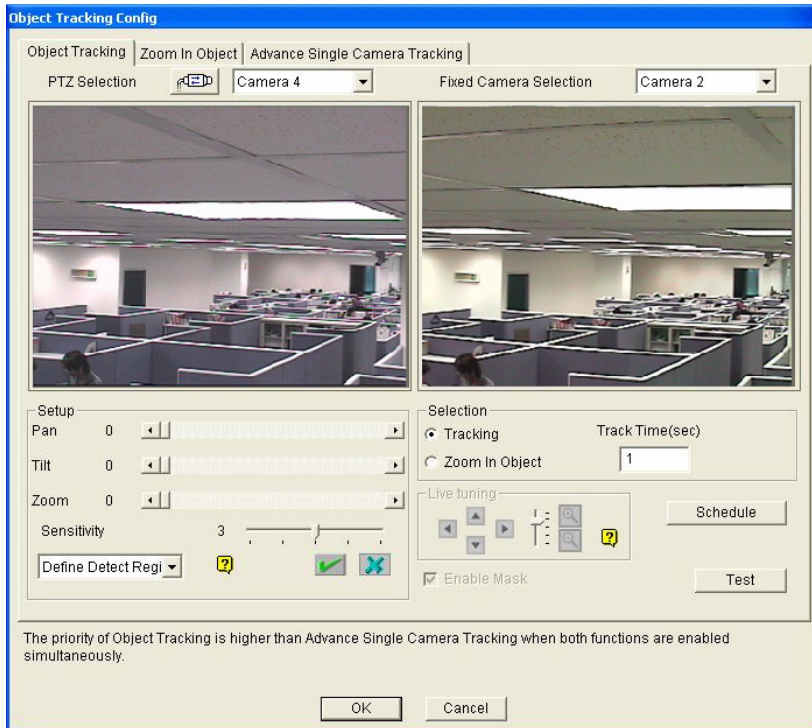 Object Tracking Config
Object Tracking Zoom In Object Advance Single Camera Tracking
PTZ Selection Camera 4 Fixed Camera Selection Camera 2
Setup
Pan 0
Tilt 0
Zoom 0
Sensitivity 3
Define Detect Regi
Selection
Tracking Track Time(sec)
Zoom In Object 1
Live tuning
Schedule
Enable Mask
Test
The priority of Object Tracking is higher than Advance Single Camera Tracking when both functions are enabled
simultaneously.
OK Cancel